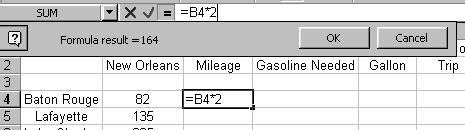 SUM =B4*2
? Formula result =164 OK Cancel
2 New Orleans Mileage Gasoline Needed Gallon Trip
3
4 Baton Rouge 82 =B4*2
5 Lafayette 135